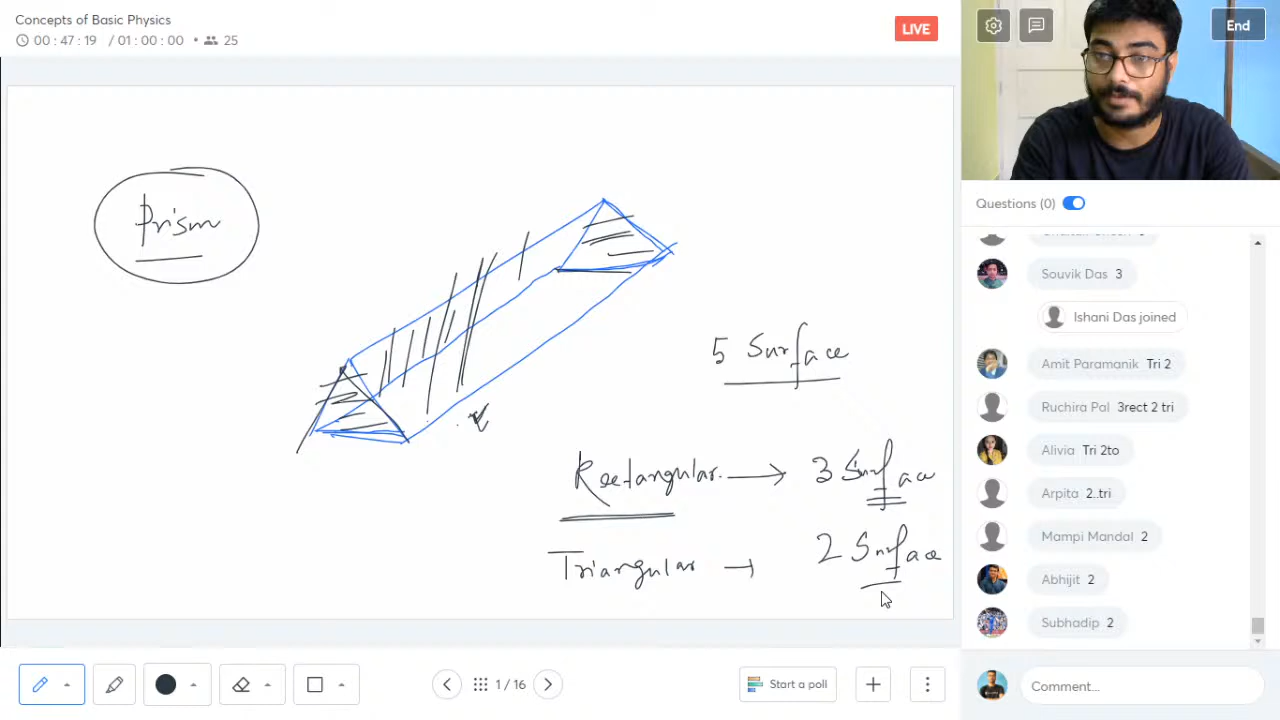 Concepts of Basic Physics
00 : 47 : 19 / 01 : 00 : 00 • 25
LIVE
End
Prism
5 Surface
Rectangular. → 3 Surface
Triangular → 2 Surface
Questions (0)
Souvik Das 3
Ishani Das joined
Amit Paramanik Tri 2
Ruchira Pal 3rect 2 tri
Alivia Tri 2to
Arpita 2..tri
Mampi Mandal 2
Abhijit 2
Subhadip 2
1 / 16
Start a poll
Comment...